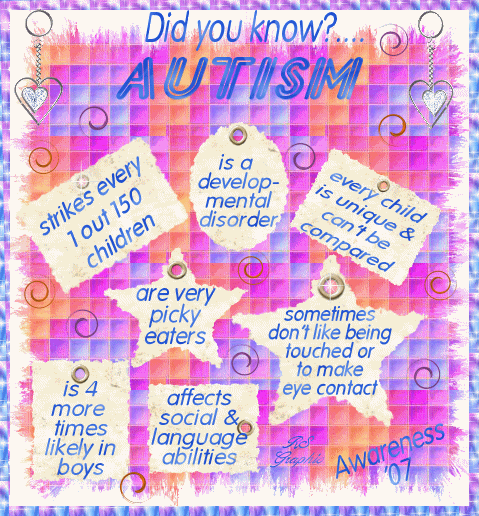 Did you know?....
AUTISM
strikes every
1 out 150
children
is a
develop-
mental
disorder
every child
is unique &
can't be
compared
are very
picky
eaters
sometimes
don't like being
touched or
to make
eye contact
is 4
more
times
likely in
boys
affects
social &
language
abilities
RS
Graphic
Awareness
'07